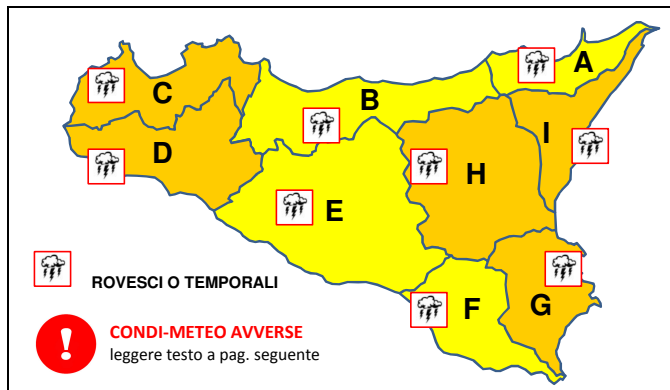 A
C
B
I
D
H
E
F
G
ROVESCI O TEMPORALI
! CONDI-METEO AVVERSE
leggere testo a pag. seguente